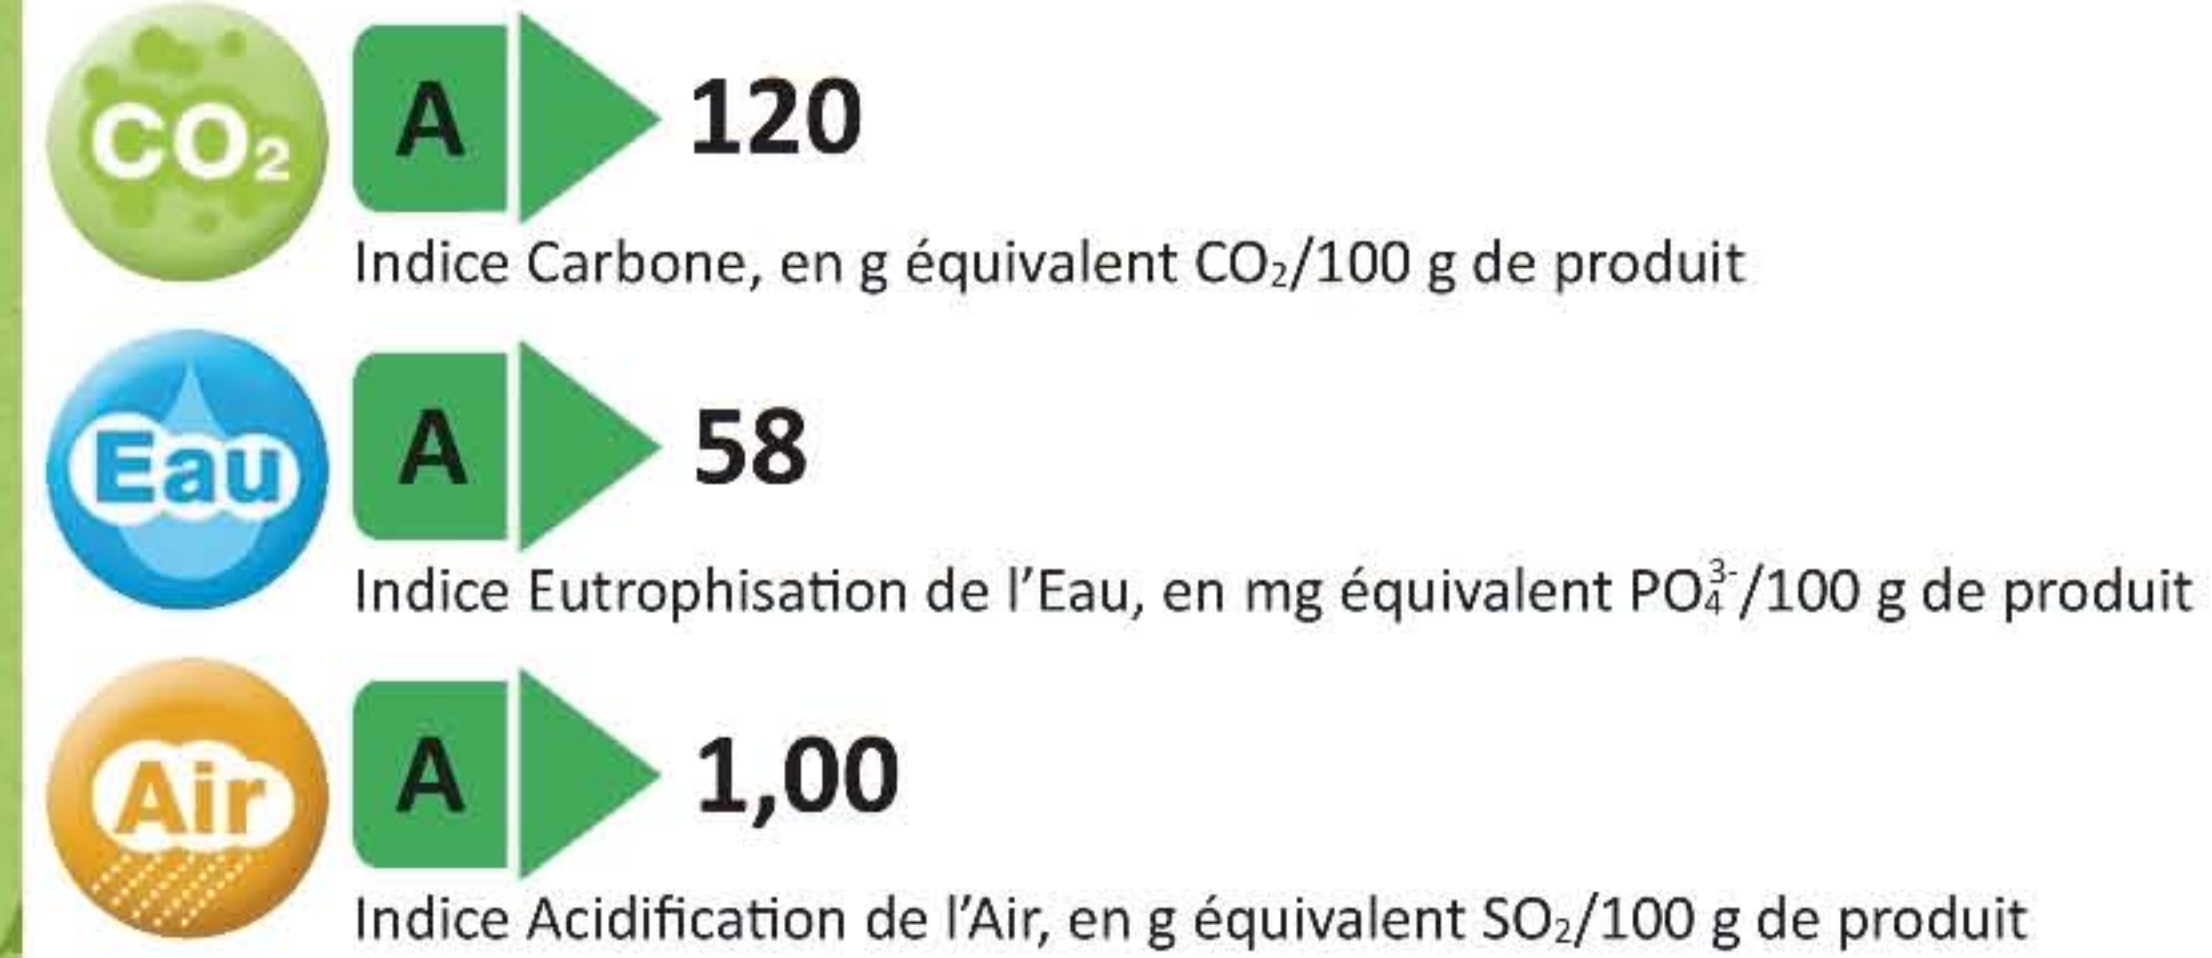 CO₂ A 120
Indice Carbone, en g équivalent CO₂/100 g de produit
Eau A 58
Indice Eutrophisation de l'Eau, en mg équivalent PO₄³⁻/100 g de produit
Air A 1,00
Indice Acidification de l'Air, en g équivalent SO₂/100 g de produit